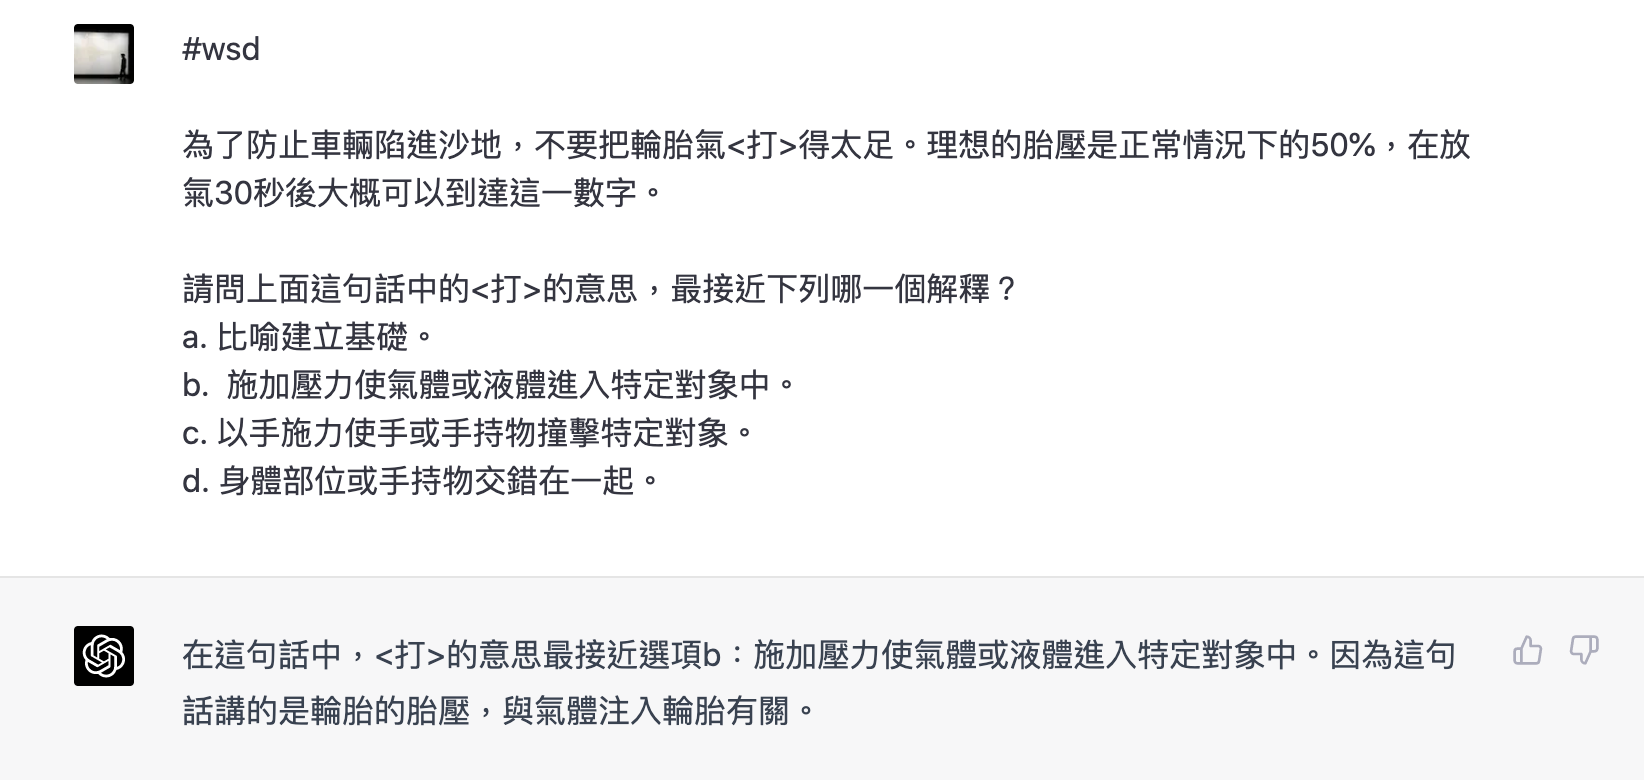 #wsd
為了防止車輛陷進沙地，不要把輪胎氣<打>得太足。理想的胎壓是正常情況下的50%，在放
氣30秒後大概可以到達這一數字。
請問上面這句話中的<打>的意思，最接近下列哪一個解釋？
a. 比喻建立基礎。
b.  施加壓力使氣體或液體進入特定對象中。
c. 以手施力使手或手持物撞擊特定對象。
d. 身體部位或手持物交錯在一起。
在這句話中，<打>的意思最接近選項b：施加壓力使氣體或液體進入特定對象中。因為這句
話講的是輪胎的胎壓，與氣體注入輪胎有關。